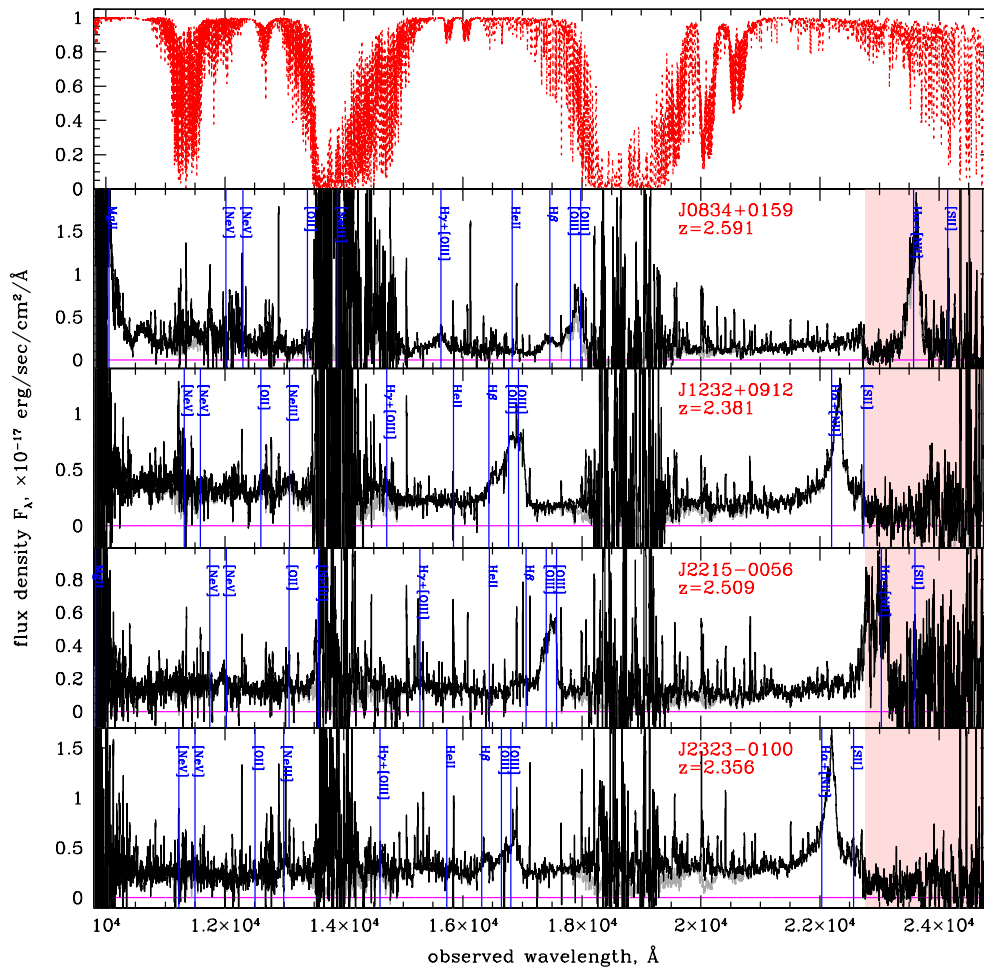 1
0.8
0.6
0.4
0.2
0
J0834+0159
z=2.591
MgII
[NeV]
[NeV]
[OII]
[NeIII]
Hγ+[OIII]
HeII
Hβ
[OIII]
[OIII]
Hα+[NII]
[SII]
1.5
1
0.5
0
J1232+0912
z=2.381
[NeV]
[NeV]
[OII]
[NeIII]
Hγ+[OIII]
HeII
Hβ
[OIII]
[OIII]
Hα+[NII]
[SII]
1
0.5
0
J2215−0056
z=2.509
MgII
[NeV]
[NeV]
[OII]
[NeIII]
Hγ+[OIII]
HeII
Hβ
[OIII]
[OIII]
Hα+[NII]
[SII]
0.8
0.6
0.4
0.2
0
J2323−0100
z=2.356
[NeV]
[NeV]
[OII]
[NeIII]
Hγ+[OIII]
HeII
Hβ
[OIII]
[OIII]
Hα+[NII]
[SII]
1.5
1
0.5
0
flux density F_λ, ×10⁻¹⁷ erg/sec/cm²/Å
10⁴ 1.2×10⁴ 1.4×10⁴ 1.6×10⁴ 1.8×10⁴ 2×10⁴ 2.2×10⁴ 2.4×10⁴
observed wavelength, Å